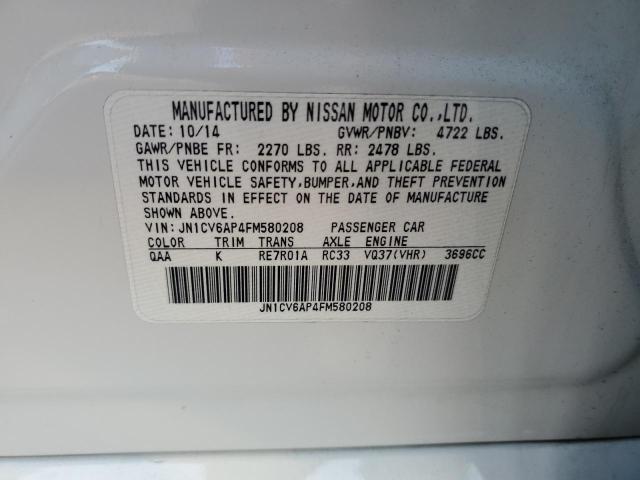 MANUFACTURED BY NISSAN MOTOR CO.,LTD.
DATE: 10/14 GVWR/PNBV: 4722 LBS.
GAWR/PNBE FR: 2270 LBS. RR: 2478 LBS.
THIS VEHICLE CONFORMS TO ALL APPLICABLE FEDERAL
MOTOR VEHICLE SAFETY,BUMPER,AND THEFT PREVENTION
STANDARDS IN EFFECT ON THE DATE OF MANUFACTURE
SHOWN ABOVE.
VIN: JN1CV6AP4FM580208 PASSENGER CAR
COLOR TRIM TRANS AXLE ENGINE
QAA K RE7R01A RC33 VQ37(VHR) 3696CC
JN1CV6AP4FM580208